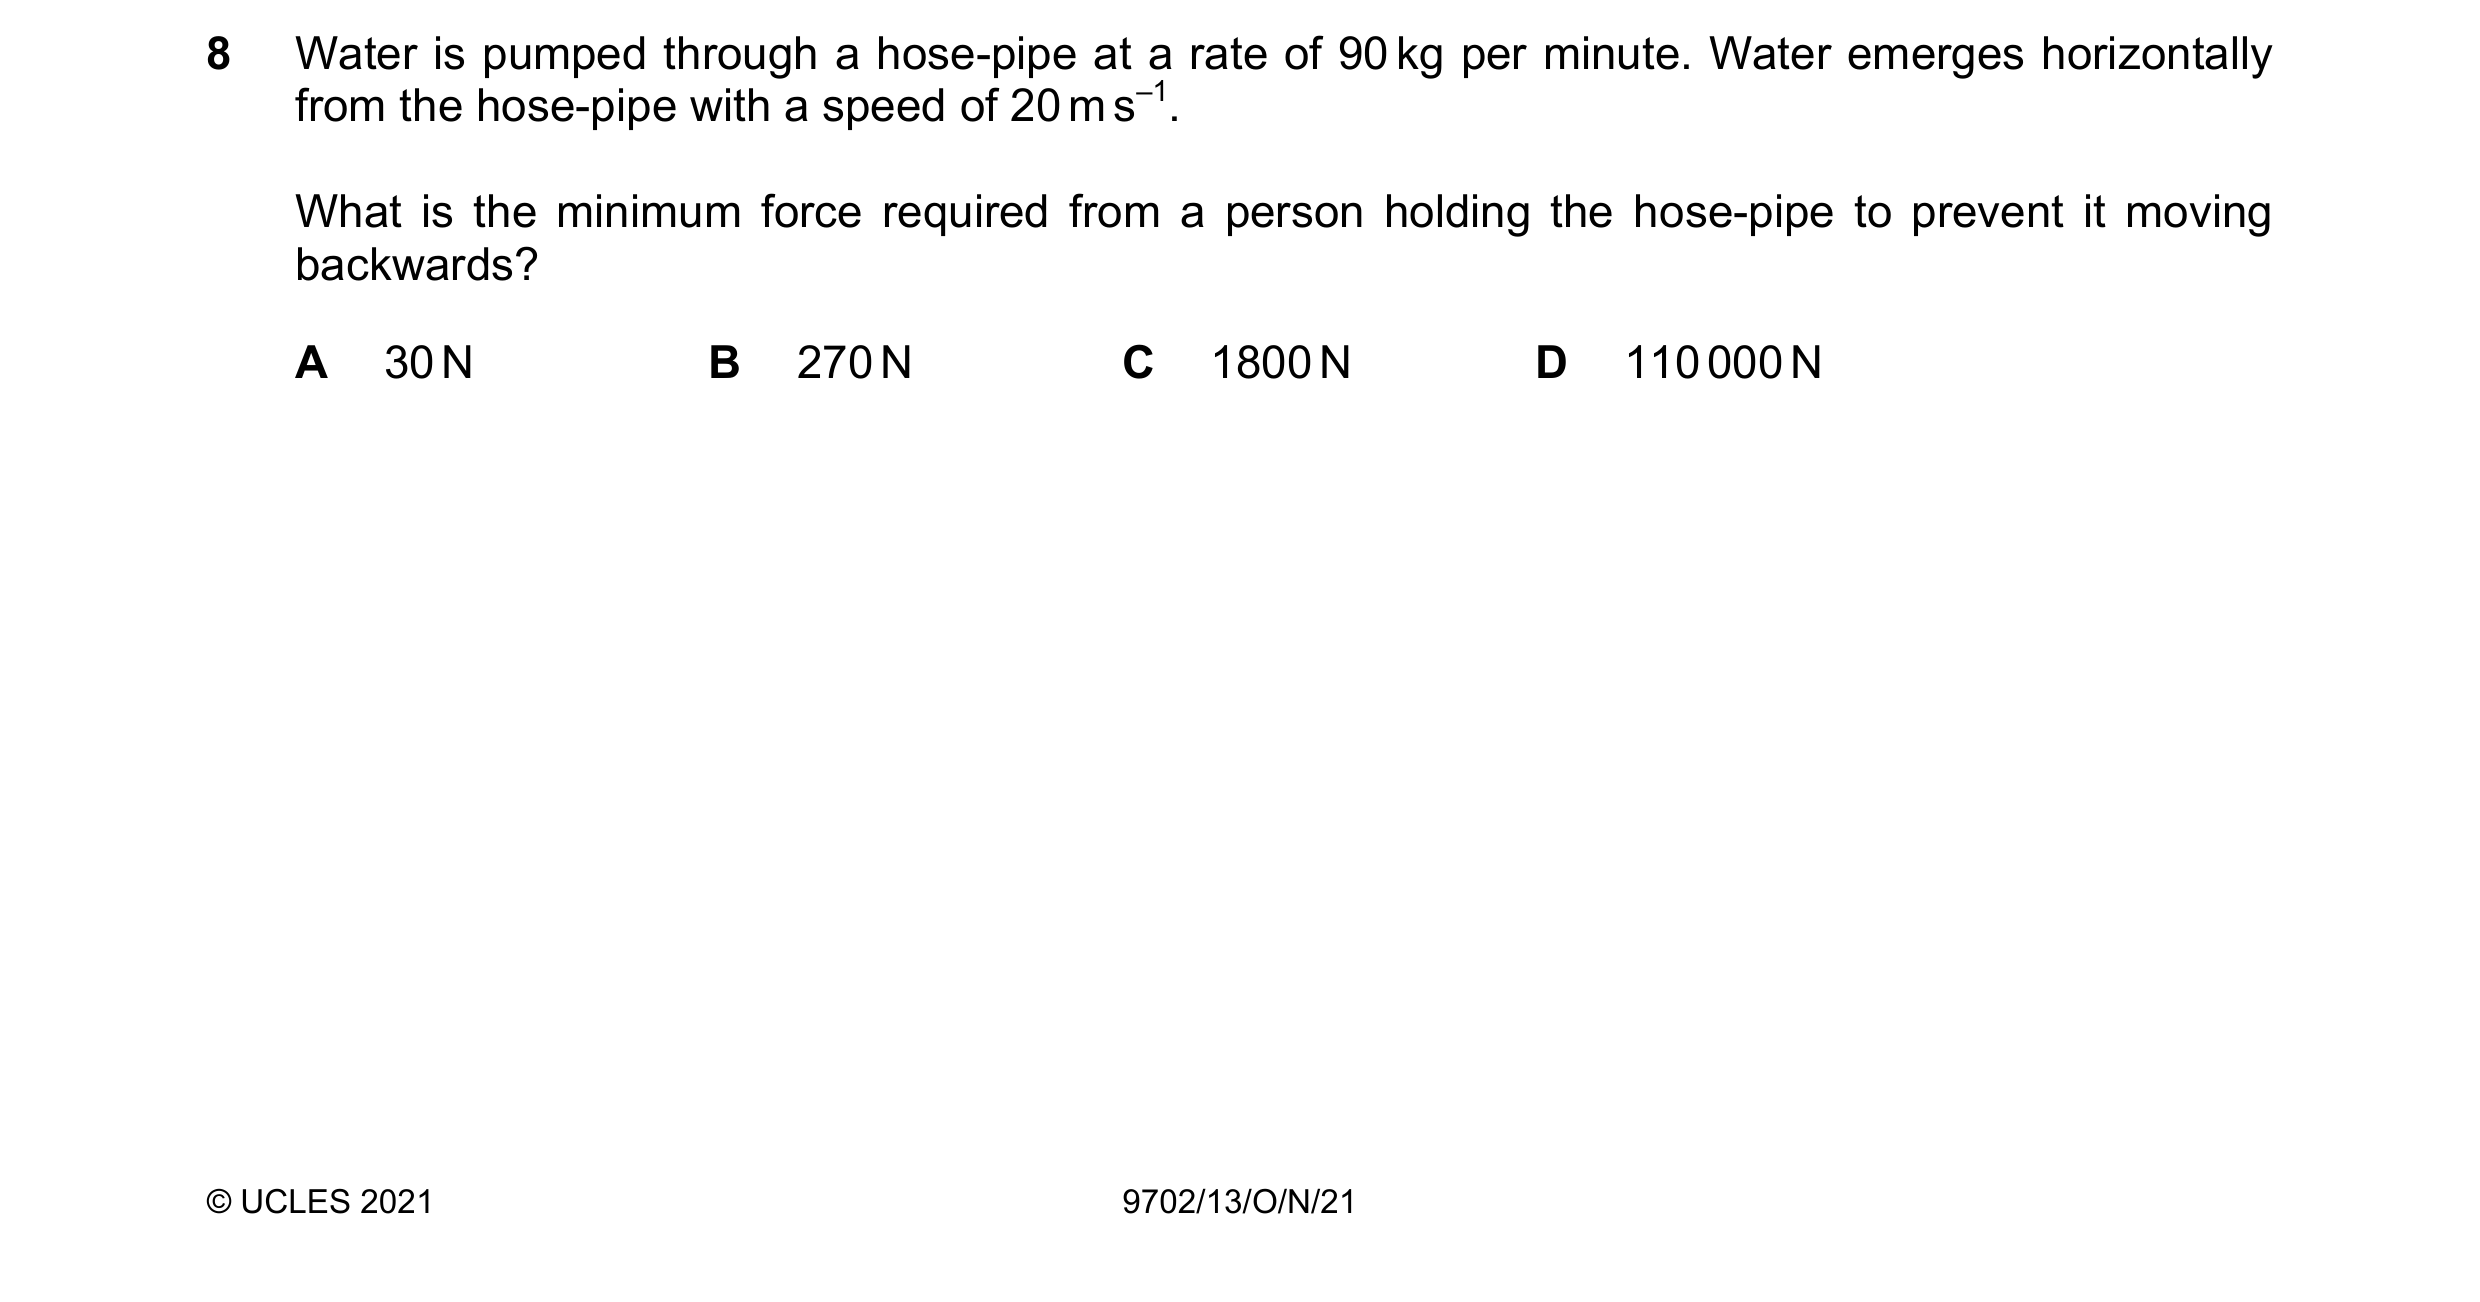 8 Water is pumped through a hose-pipe at a rate of 90 kg per minute. Water emerges horizontally
from the hose-pipe with a speed of 20 m s⁻¹.
What is the minimum force required from a person holding the hose-pipe to prevent it moving
backwards?
A 30 N B 270 N C 1800 N D 110 000 N
© UCLES 2021 9702/13/O/N/21